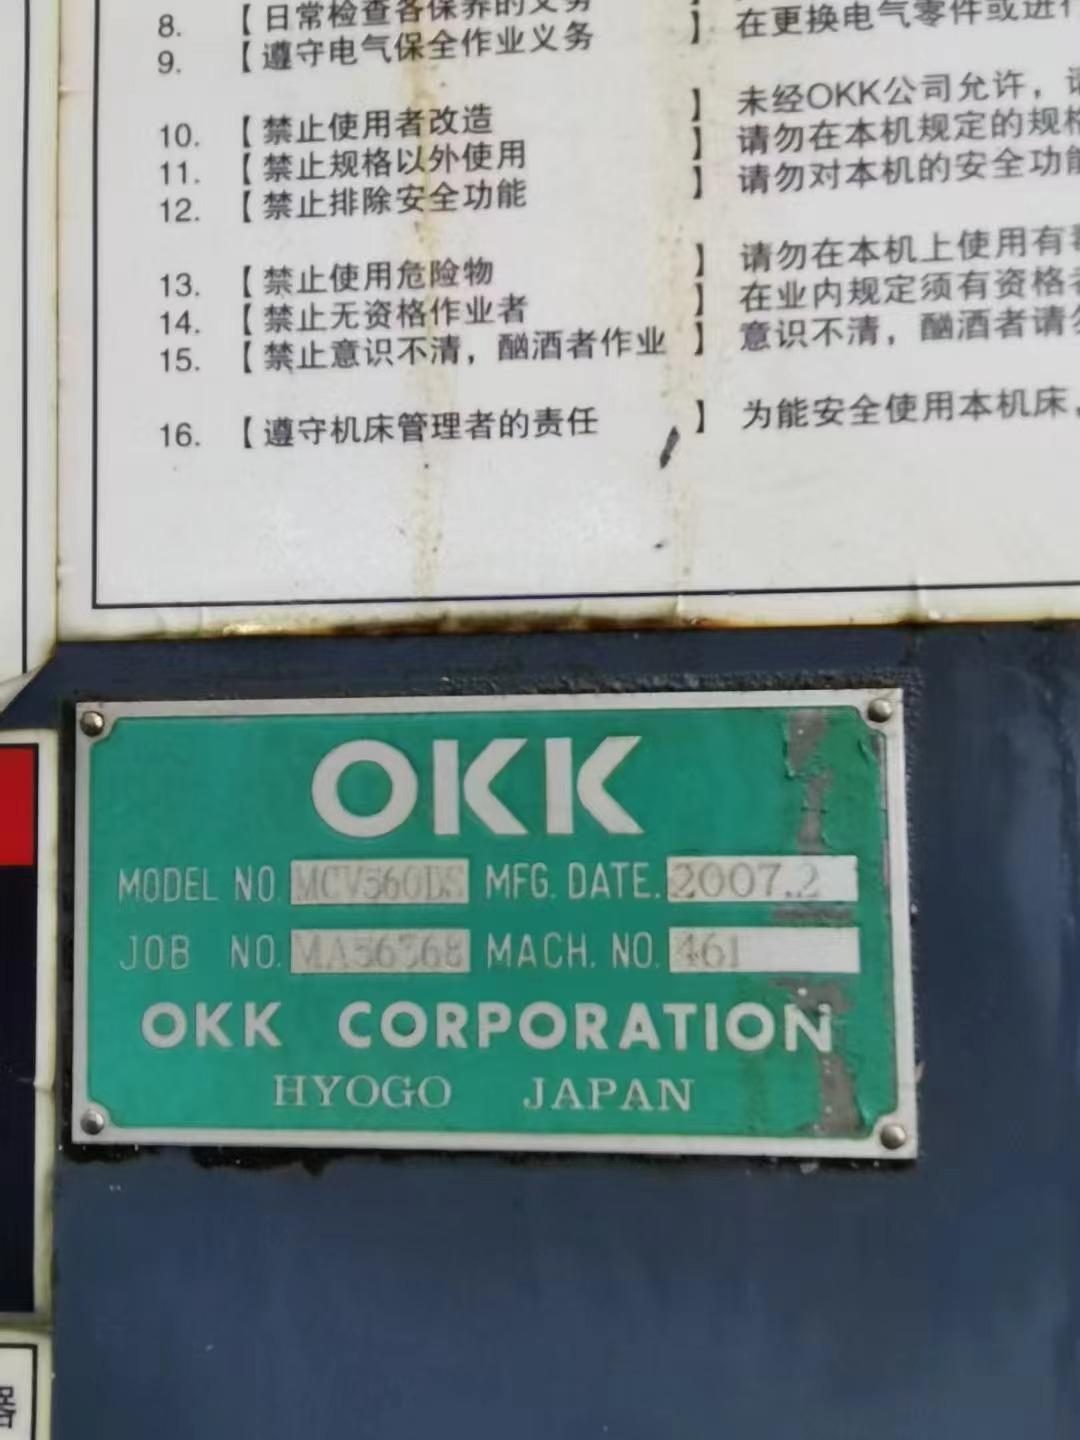 8. 【日常检查各保养的义务
9. 【遵守电气保全作业义务 】 在更换电气零件或进行
10. 【禁止使用者改造 】 未经OKK公司允许，请
11. 【禁止规格以外使用 】 请勿在本机规定的规格
12. 【禁止排除安全功能 】 请勿对本机的安全功能
13. 【禁止使用危险物 】 请勿在本机上使用有毒
14. 【禁止无资格作业者 】 在业内规定须有资格者
15. 【禁止意识不清，酗酒者作业 】 意识不清，酗酒者请勿
16. 【遵守机床管理者的责任 】 为能安全使用本机床，
OKK
MODEL NO. MCV560DS MFG. DATE. 2007.2
JOB NO. MA36368 MACH. NO. 461
OKK CORPORATION
HYOGO JAPAN
器